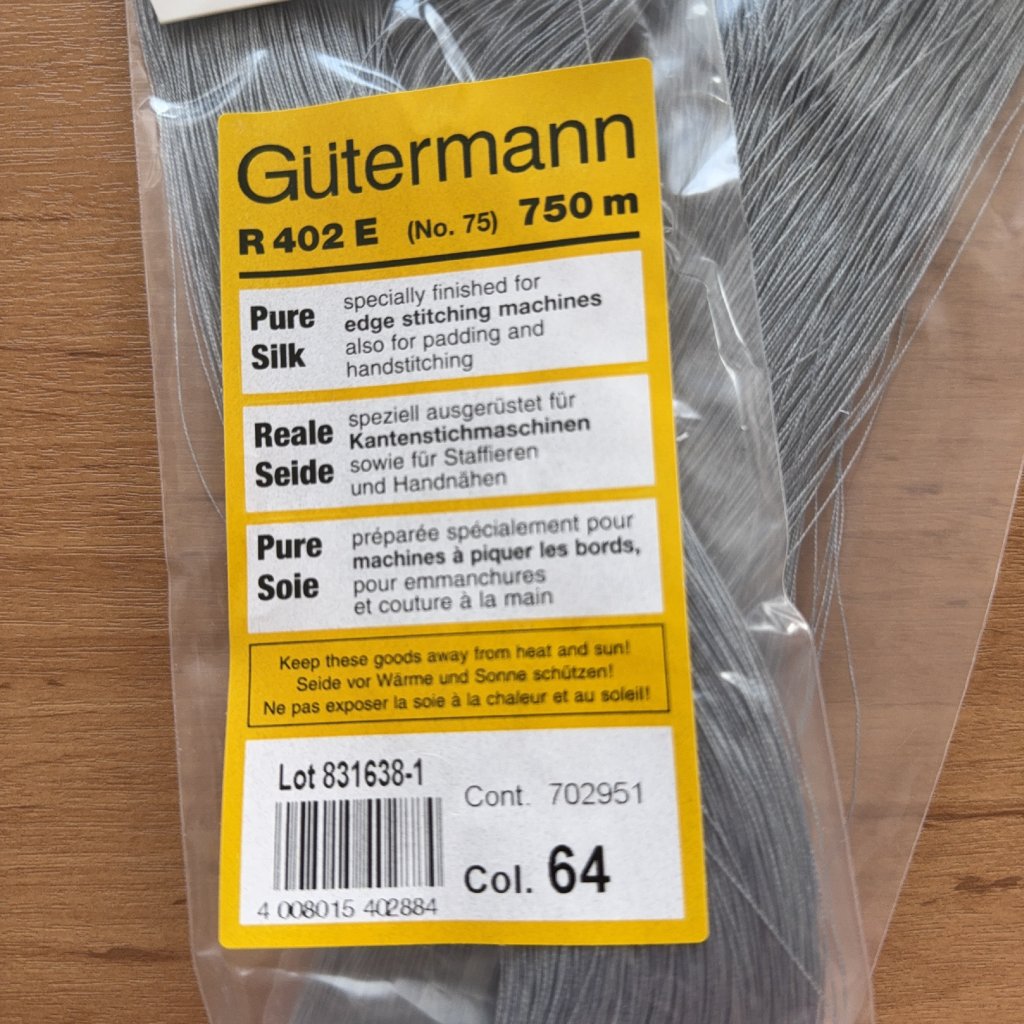 Gütermann
R 402 E (No. 75) 750 m
Pure Silk
specially finished for
edge stitching machines
also for padding and
handstitching
Reale Seide
speziell ausgerüstet für
Kantenstichmaschinen
sowie für Staffieren
und Handnähen
Pure Soie
préparée spécialement pour
machines à piquer les bords,
pour emmanchures
et couture à la main
Keep these goods away from heat and sun!
Seide vor Wärme und Sonne schützen!
Ne pas exposer la soie à la chaleur et au soleil!
Lot 831638-1
Cont. 702951
Col. 64
4 008015 402884